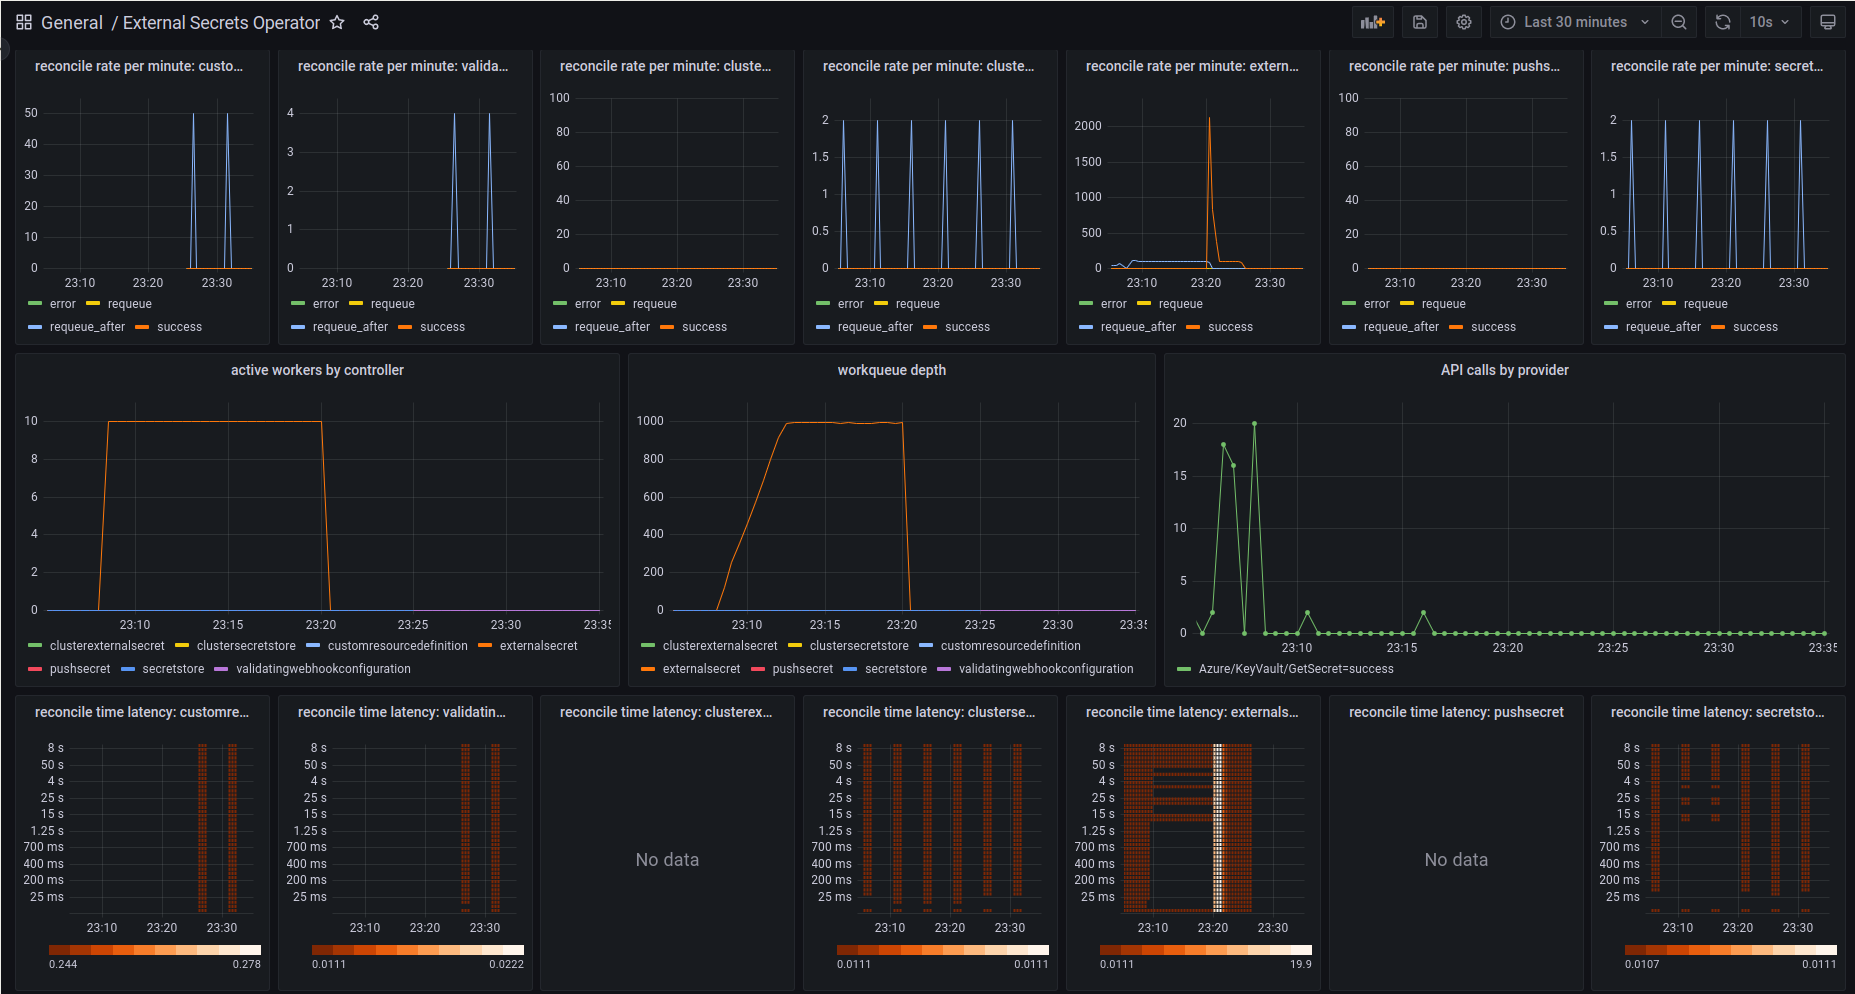 General / External Secrets Operator
Last 30 minutes
10s
reconcile rate per minute: custo...
50
40
30
20
10
0
23:10 23:20 23:30
error requeue
requeue_after success
reconcile rate per minute: valida...
4
3
2
1
0
23:10 23:20 23:30
error requeue
requeue_after success
reconcile rate per minute: cluste...
100
80
60
40
20
0
23:10 23:20 23:30
error requeue
requeue_after success
reconcile rate per minute: cluste...
2
1.5
1
0.5
0
23:10 23:20 23:30
error requeue
requeue_after success
reconcile rate per minute: extern...
2000
1500
1000
500
0
23:10 23:20 23:30
error requeue
requeue_after success
reconcile rate per minute: pushs...
100
80
60
40
20
0
23:10 23:20 23:30
error requeue
requeue_after success
reconcile rate per minute: secret...
2
1.5
1
0.5
0
23:10 23:20 23:30
error requeue
requeue_after success
active workers by controller
10
8
6
4
2
0
23:10 23:15 23:20 23:25 23:30 23:35
clusterexternalsecret clustersecretstore customresourcedefinition externalsecret
pushsecret secretstore validatingwebhookconfiguration
workqueue depth
1000
800
600
400
200
0
23:10 23:15 23:20 23:25 23:30 23:35
clusterexternalsecret clustersecretstore customresourcedefinition
externalsecret pushsecret secretstore validatingwebhookconfiguration
API calls by provider
20
15
10
5
0
23:10 23:15 23:20 23:25 23:30 23:35
Azure/KeyVault/GetSecret=success
reconcile time latency: customre...
8 s
50 s
4 s
25 s
15 s
1.25 s
700 ms
400 ms
200 ms
25 ms
23:10 23:20 23:30
0.244 0.278
reconcile time latency: validatin...
8 s
50 s
4 s
25 s
15 s
1.25 s
700 ms
400 ms
200 ms
25 ms
23:10 23:20 23:30
0.0111 0.0222
reconcile time latency: clusterex...
No data
reconcile time latency: clusterse...
8 s
50 s
4 s
25 s
15 s
1.25 s
700 ms
400 ms
200 ms
25 ms
23:10 23:20 23:30
0.0111 0.0111
reconcile time latency: externals...
8 s
50 s
4 s
25 s
15 s
1.25 s
700 ms
400 ms
200 ms
25 ms
23:10 23:20 23:30
0.0111 19.9
reconcile time latency: pushsecret
No data
reconcile time latency: secretsto...
8 s
50 s
4 s
25 s
15 s
1.25 s
700 ms
400 ms
200 ms
25 ms
23:10 23:20 23:30
0.0107 0.0111